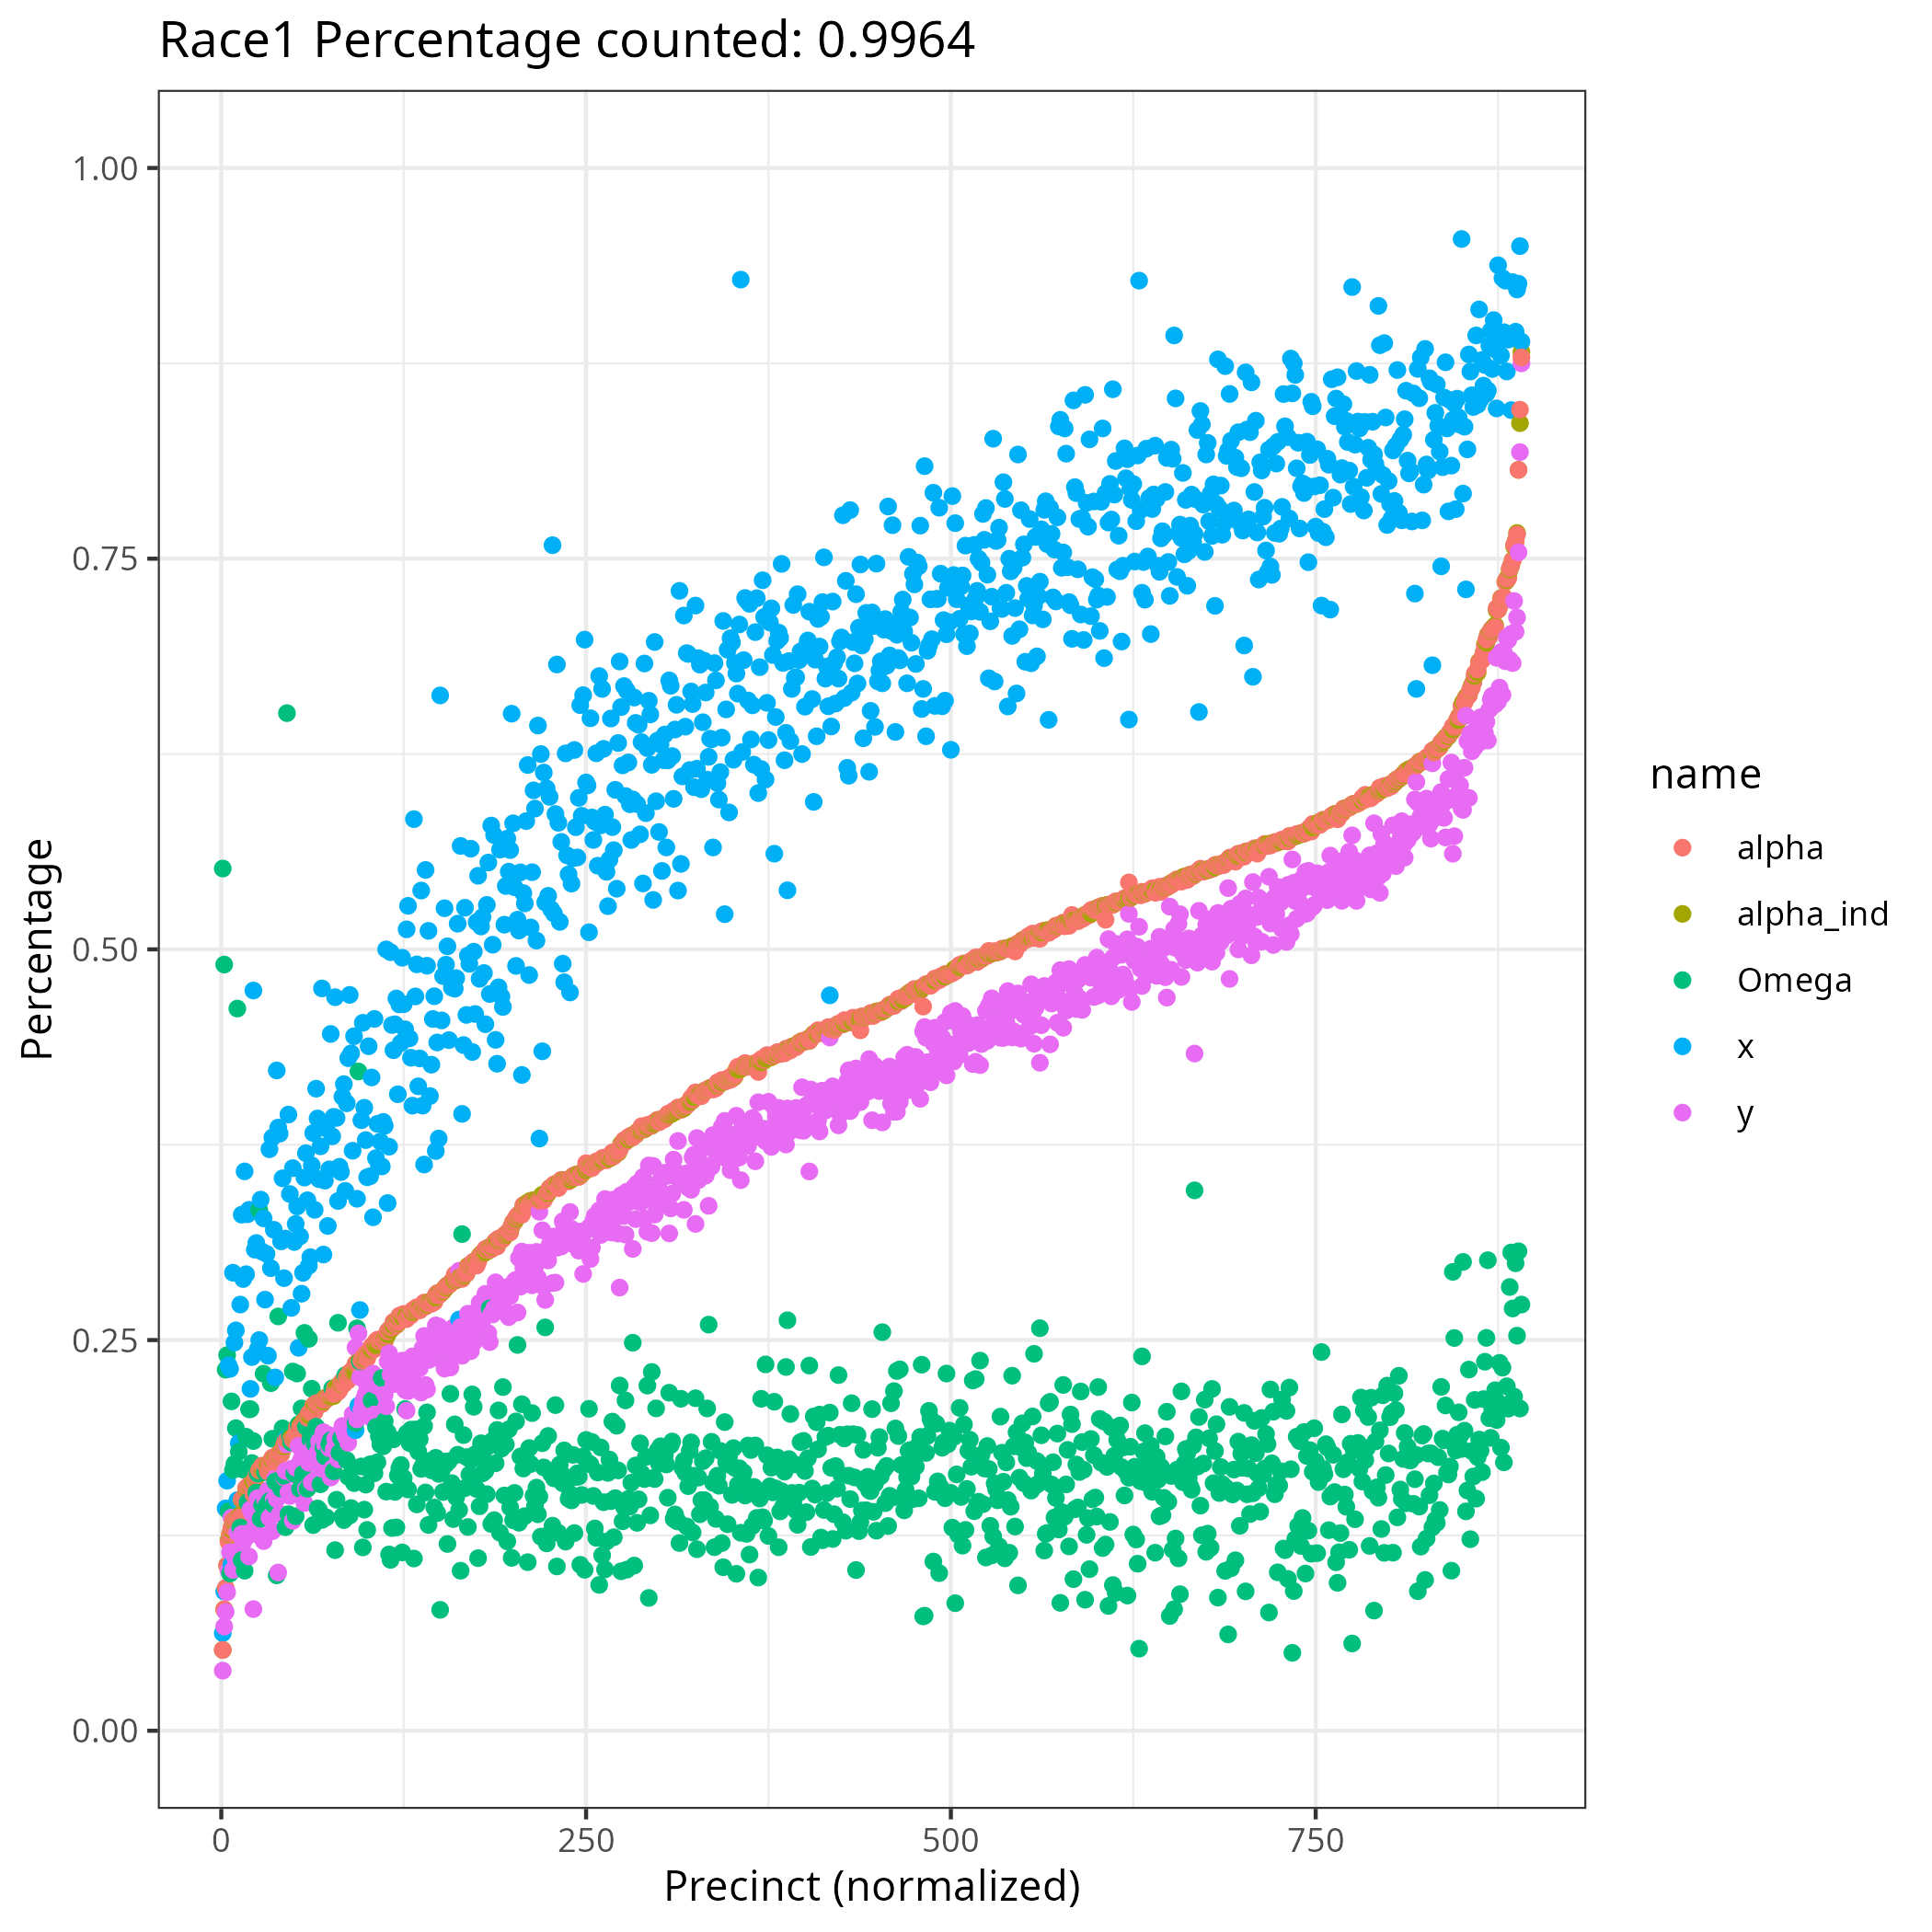 Race1 Percentage counted: 0.9964
1.00
0.75
0.50
0.25
0.00
Percentage
0 250 500 750
Precinct (normalized)
name
alpha
alpha_ind
Omega
x
y